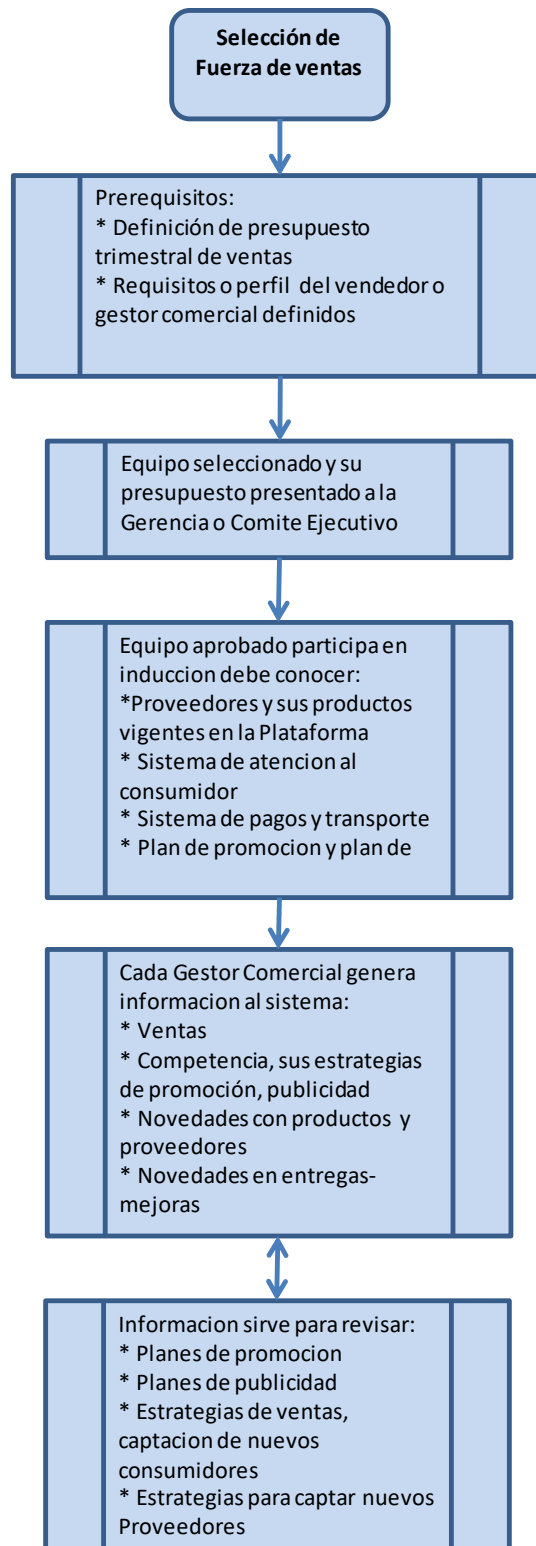 Selección de
Fuerza de ventas
Prerequisitos:
* Definición de presupuesto
trimestral de ventas
* Requisitos o perfil del vendedor o
gestor comercial definidos
Equipo seleccionado y su
presupuesto presentado a la
Gerencia o Comite Ejecutivo
Equipo aprobado participa en
induccion debe conocer:
*Proveedores y sus productos
vigentes en la Plataforma
* Sistema de atencion al
consumidor
* Sistema de pagos y transporte
* Plan de promocion y plan de
Cada Gestor Comercial genera
informacion al sistema:
* Ventas
* Competencia, sus estrategias
de promoción, publicidad
* Novedades con productos y
proveedores
* Novedades en entregas-
mejoras
Informacion sirve para revisar:
* Planes de promocion
* Planes de publicidad
* Estrategias de ventas,
captacion de nuevos
consumidores
* Estrategias para captar nuevos
Proveedores